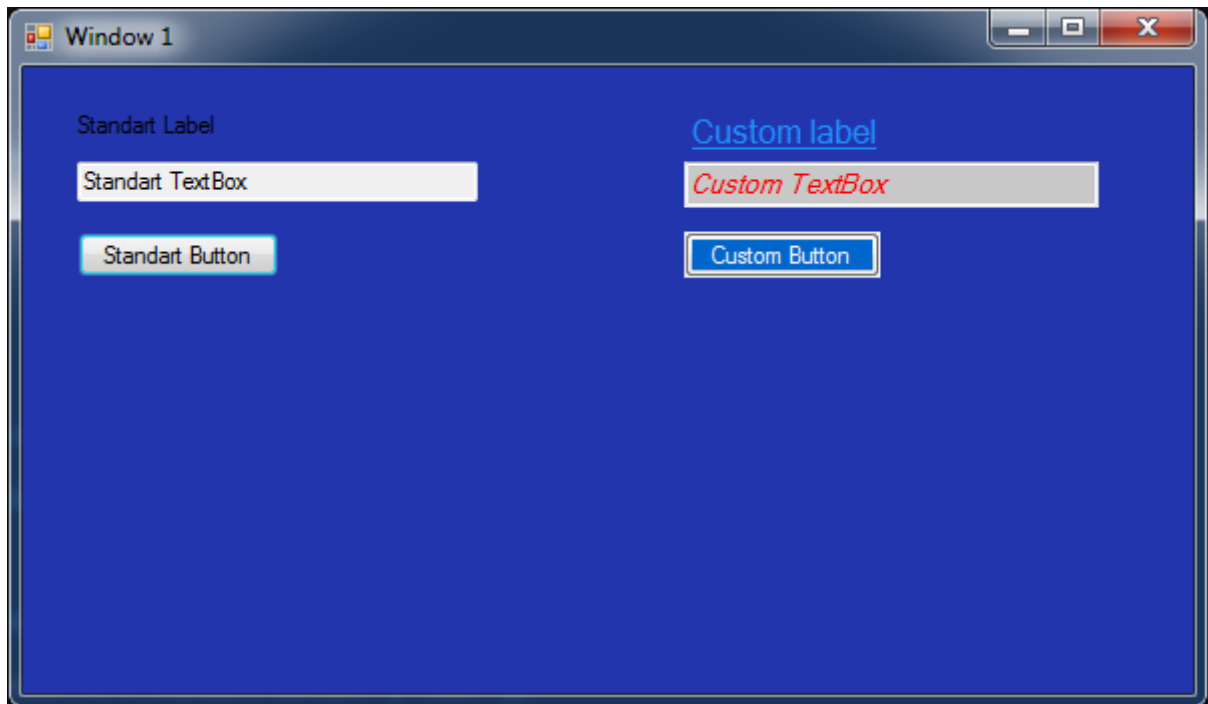 Window 1
Standart Label
Custom label
Standart TextBox
Custom TextBox
Standart Button
Custom Button